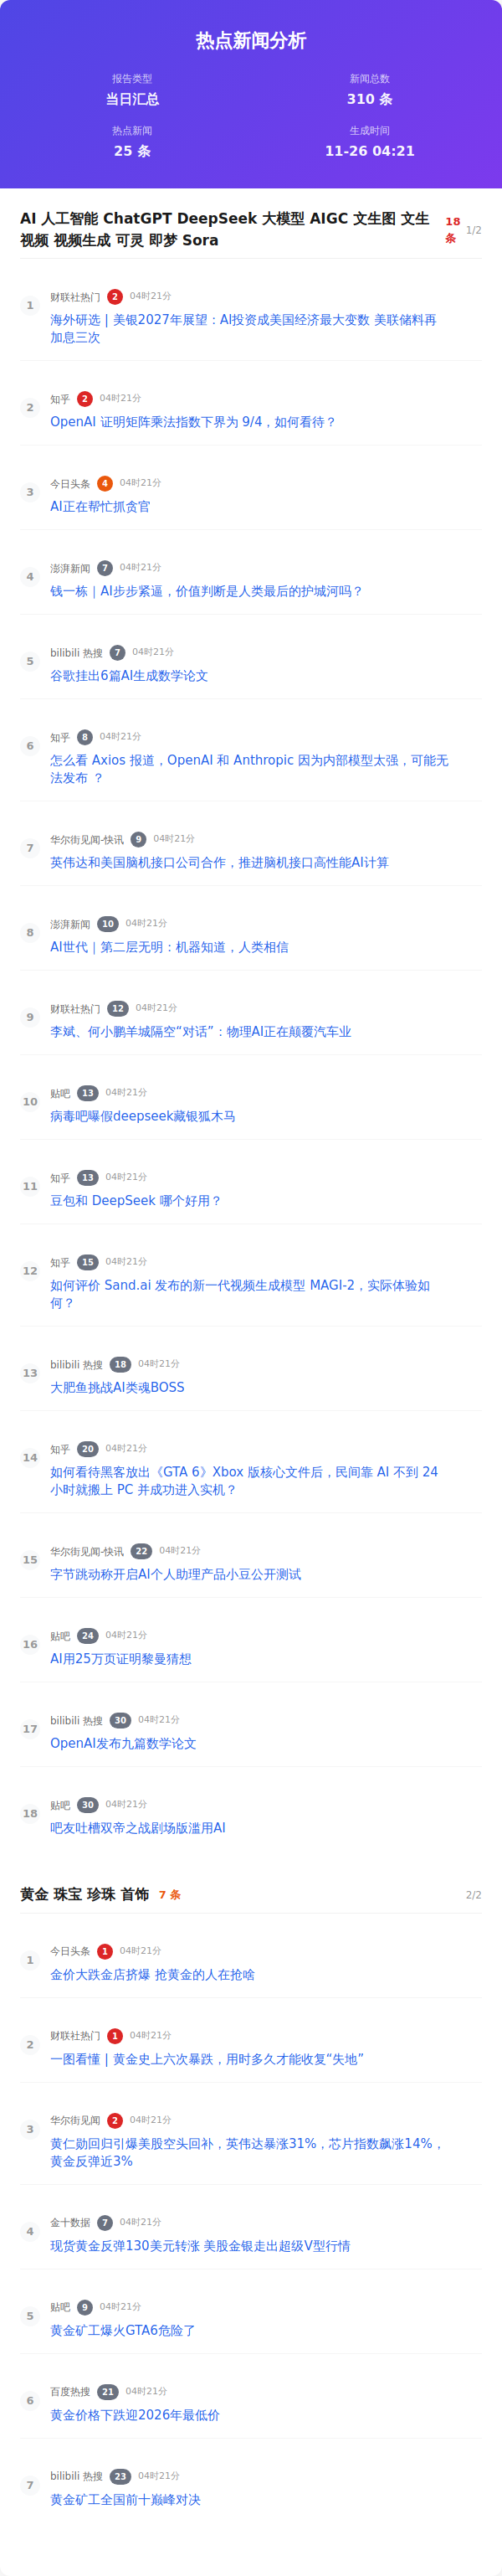 热点新闻分析
报告类型
当日汇总
新闻总数
310 条
热点新闻
25 条
生成时间
11-26 04:21
AI 人工智能 ChatGPT DeepSeek 大模型 AIGC 文生图 文生
视频 视频生成 可灵 即梦 Sora
18
条
1/2
1
财联社热门 2 04时21分
海外研选 | 美银2027年展望：AI投资成美国经济最大变数 美联储料再
加息三次
2
知乎 2 04时21分
OpenAI 证明矩阵乘法指数下界为 9/4，如何看待？
3
今日头条 4 04时21分
AI正在帮忙抓贪官
4
澎湃新闻 7 04时21分
钱一栋｜AI步步紧逼，价值判断是人类最后的护城河吗？
5
bilibili 热搜 7 04时21分
谷歌挂出6篇AI生成数学论文
6
知乎 8 04时21分
怎么看 Axios 报道，OpenAI 和 Anthropic 因为内部模型太强，可能无
法发布 ？
7
华尔街见闻-快讯 9 04时21分
英伟达和美国脑机接口公司合作，推进脑机接口高性能AI计算
8
澎湃新闻 10 04时21分
AI世代｜第二层无明：机器知道，人类相信
9
财联社热门 12 04时21分
李斌、何小鹏羊城隔空“对话”：物理AI正在颠覆汽车业
10
贴吧 13 04时21分
病毒吧曝假deepseek藏银狐木马
11
知乎 13 04时21分
豆包和 DeepSeek 哪个好用？
12
知乎 15 04时21分
如何评价 Sand.ai 发布的新一代视频生成模型 MAGI-2，实际体验如
何？
13
bilibili 热搜 18 04时21分
大肥鱼挑战AI类魂BOSS
14
知乎 20 04时21分
如何看待黑客放出《GTA 6》Xbox 版核心文件后，民间靠 AI 不到 24
小时就搬上 PC 并成功进入实机？
15
华尔街见闻-快讯 22 04时21分
字节跳动称开启AI个人助理产品小豆公开测试
16
贴吧 24 04时21分
AI用25万页证明黎曼猜想
17
bilibili 热搜 30 04时21分
OpenAI发布九篇数学论文
18
贴吧 30 04时21分
吧友吐槽双帝之战剧场版滥用AI
黄金 珠宝 珍珠 首饰 7 条
2/2
1
今日头条 1 04时21分
金价大跌金店挤爆 抢黄金的人在抢啥
2
财联社热门 1 04时21分
一图看懂 | 黄金史上六次暴跌，用时多久才能收复“失地”
3
华尔街见闻 2 04时21分
黄仁勋回归引爆美股空头回补，英伟达暴涨31%，芯片指数飙涨14%，
黄金反弹近3%
4
金十数据 7 04时21分
现货黄金反弹130美元转涨 美股金银走出超级V型行情
5
贴吧 9 04时21分
黄金矿工爆火GTA6危险了
6
百度热搜 21 04时21分
黄金价格下跌迎2026年最低价
7
bilibili 热搜 23 04时21分
黄金矿工全国前十巅峰对决